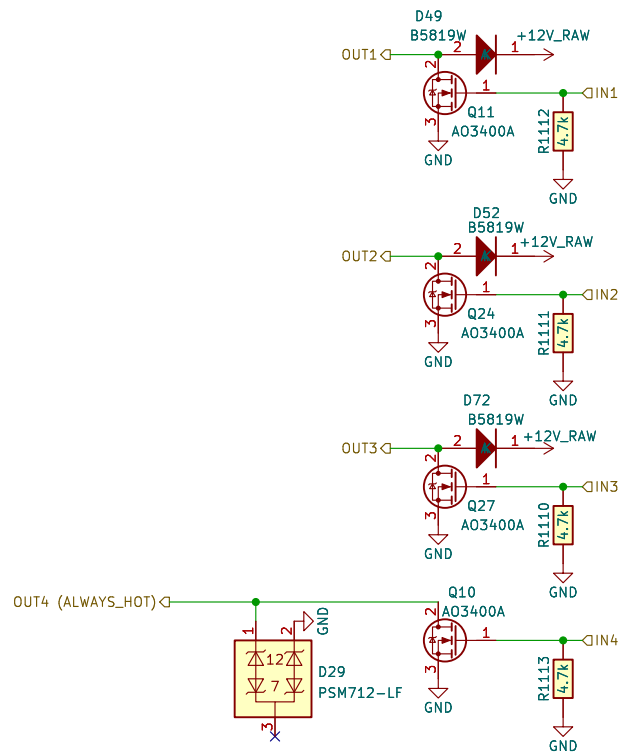 D49
B5819W
OUT1 2 K A 1 +12V_RAW
2
1 IN1
Q11
3 AO3400A
R1112 4.7k
GND
GND
D52
B5819W
OUT2 2 K A 1 +12V_RAW
2
1 IN2
Q24
3 AO3400A
R1111 4.7k
GND
GND
D72
B5819W
OUT3 2 K A 1 +12V_RAW
2
1 IN3
Q27
3 AO3400A
R1110 4.7k
GND
GND
Q10
OUT4 (ALWAYS_HOT) 2 AO3400A
1 2 GND
1 IN4
12
7
3
D29
PSM712-LF
3
R1113 4.7k
GND
GND